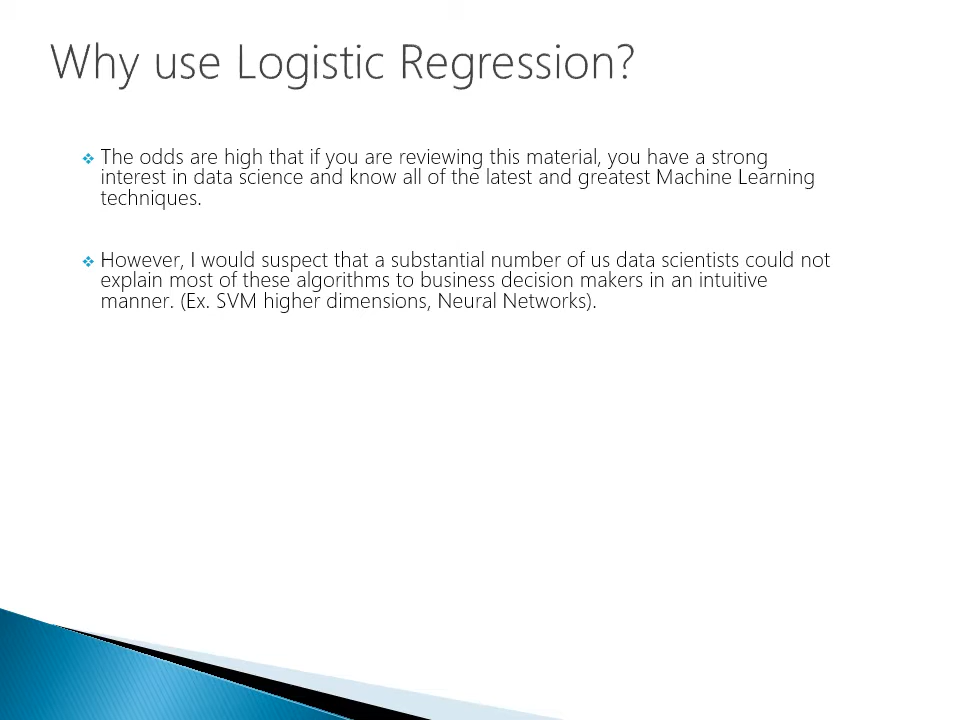 Why use Logistic Regression?
❖ The odds are high that if you are reviewing this material, you have a strong
interest in data science and know all of the latest and greatest Machine Learning
techniques.
❖ However, I would suspect that a substantial number of us data scientists could not
explain most of these algorithms to business decision makers in an intuitive
manner. (Ex. SVM higher dimensions, Neural Networks).